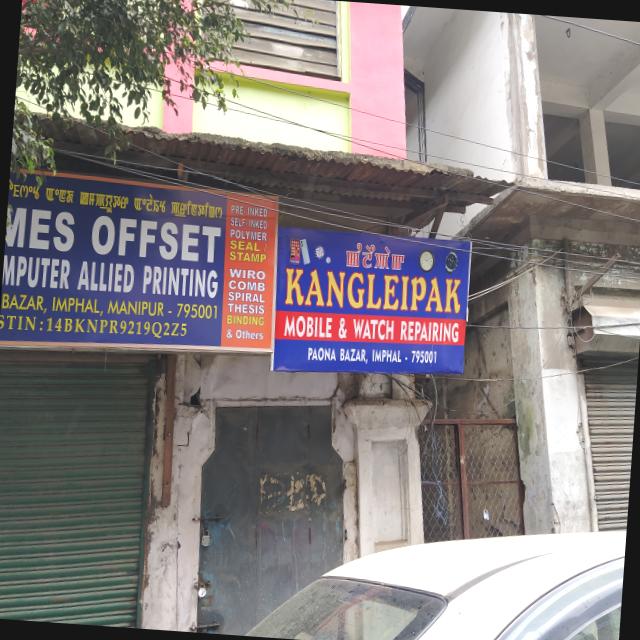 MES OFFSET
MPUTER ALLIED PRINTING
BAZAR, IMPHAL, MANIPUR - 795001
STIN : 14BKNPR9219Q2Z5
PRE-INKED
SELF-INKED
POLYMER
SEAL
STAMP
WIRO
COMB
SPIRAL
THESIS
BINDING
& Others
KANGLEIPAK
MOBILE & WATCH REPAIRING
PAONA BAZAR, IMPHAL - 795001